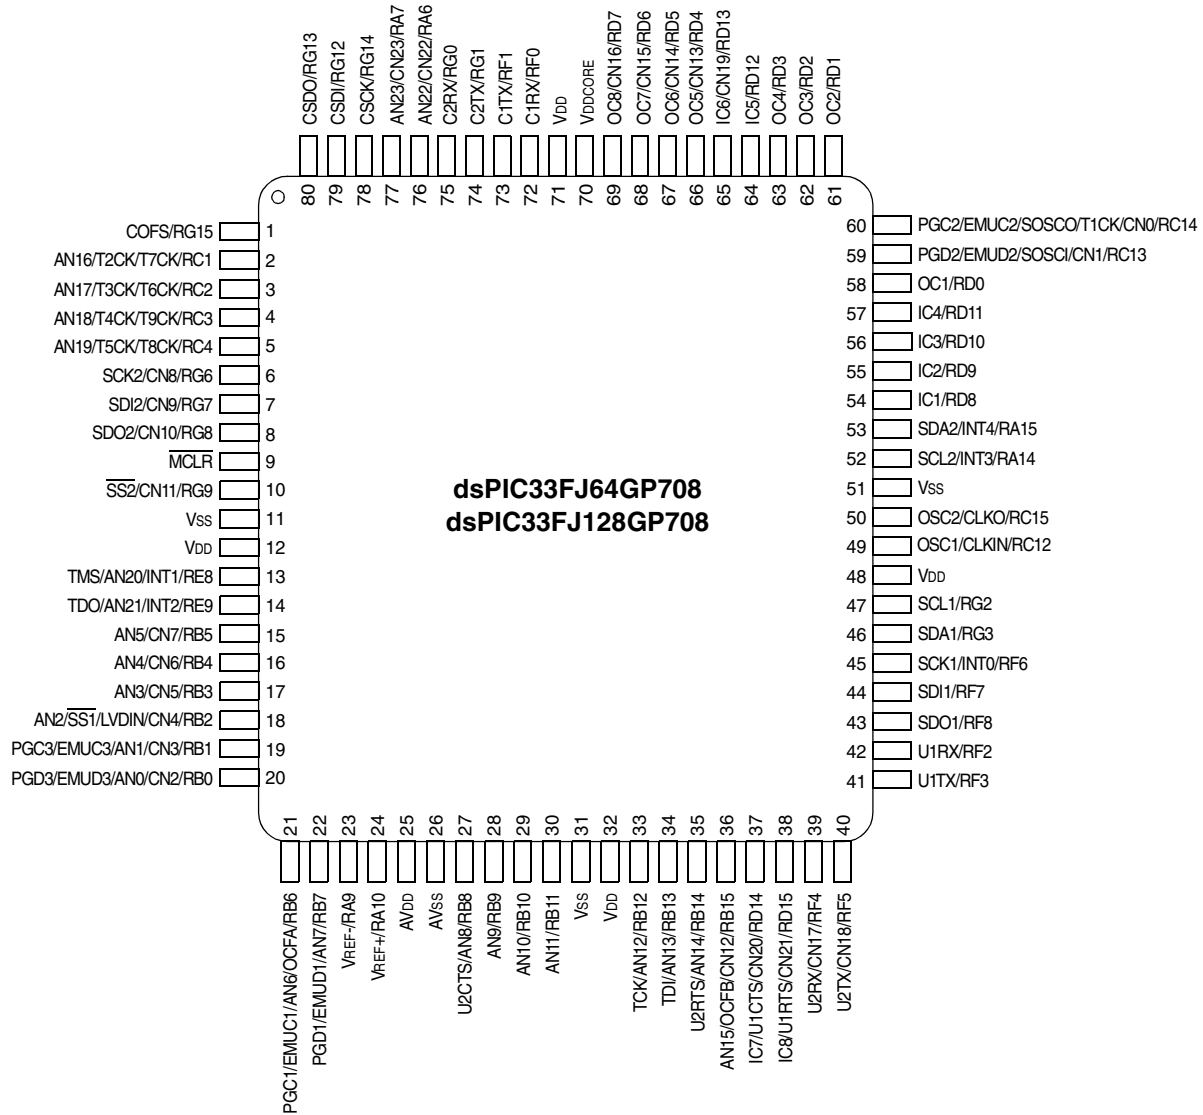 CSDO/RG13
CSDI/RG12
CSCK/RG14
AN23/CN23/RA7
AN22/CN22/RA6
C2RX/RG0
C2TX/RG1
C1TX/RF1
C1RX/RF0
VDD
VDDCORE
OC8/CN16/RD7
OC7/CN15/RD6
OC6/CN14/RD5
OC5/CN13/RD4
IC6/CN19/RD13
IC5/RD12
OC4/RD3
OC3/RD2
OC2/RD1
80 79 78 77 76 75 74 73 72 71 70 69 68 67 66 65 64 63 62 61
COFS/RG15 1
AN16/T2CK/T7CK/RC1 2
AN17/T3CK/T6CK/RC2 3
AN18/T4CK/T9CK/RC3 4
AN19/T5CK/T8CK/RC4 5
SCK2/CN8/RG6 6
SDI2/CN9/RG7 7
SDO2/CN10/RG8 8
MCLR 9
SS2/CN11/RG9 10
VSS 11
VDD 12
TMS/AN20/INT1/RE8 13
TDO/AN21/INT2/RE9 14
AN5/CN7/RB5 15
AN4/CN6/RB4 16
AN3/CN5/RB3 17
AN2/SS1/LVDIN/CN4/RB2 18
PGC3/EMUC3/AN1/CN3/RB1 19
PGD3/EMUD3/AN0/CN2/RB0 20
dsPIC33FJ64GP708
dsPIC33FJ128GP708
60 PGC2/EMUC2/SOSCO/T1CK/CN0/RC14
59 PGD2/EMUD2/SOSCI/CN1/RC13
58 OC1/RD0
57 IC4/RD11
56 IC3/RD10
55 IC2/RD9
54 IC1/RD8
53 SDA2/INT4/RA15
52 SCL2/INT3/RA14
51 VSS
50 OSC2/CLKO/RC15
49 OSC1/CLKIN/RC12
48 VDD
47 SCL1/RG2
46 SDA1/RG3
45 SCK1/INT0/RF6
44 SDI1/RF7
43 SDO1/RF8
42 U1RX/RF2
41 U1TX/RF3
21 22 23 24 25 26 27 28 29 30 31 32 33 34 35 36 37 38 39 40
PGC1/EMUC1/AN6/OCFA/RB6
PGD1/EMUD1/AN7/RB7
VREF-/RA9
VREF+/RA10
AVDD
AVSS
U2CTS/AN8/RB8
AN9/RB9
AN10/RB10
AN11/RB11
VSS
VDD
TCK/AN12/RB12
TDI/AN13/RB13
U2RTS/AN14/RB14
AN15/OCFB/CN12/RB15
IC7/U1CTS/CN20/RD14
IC8/U1RTS/CN21/RD15
U2RX/CN17/RF4
U2TX/CN18/RF5